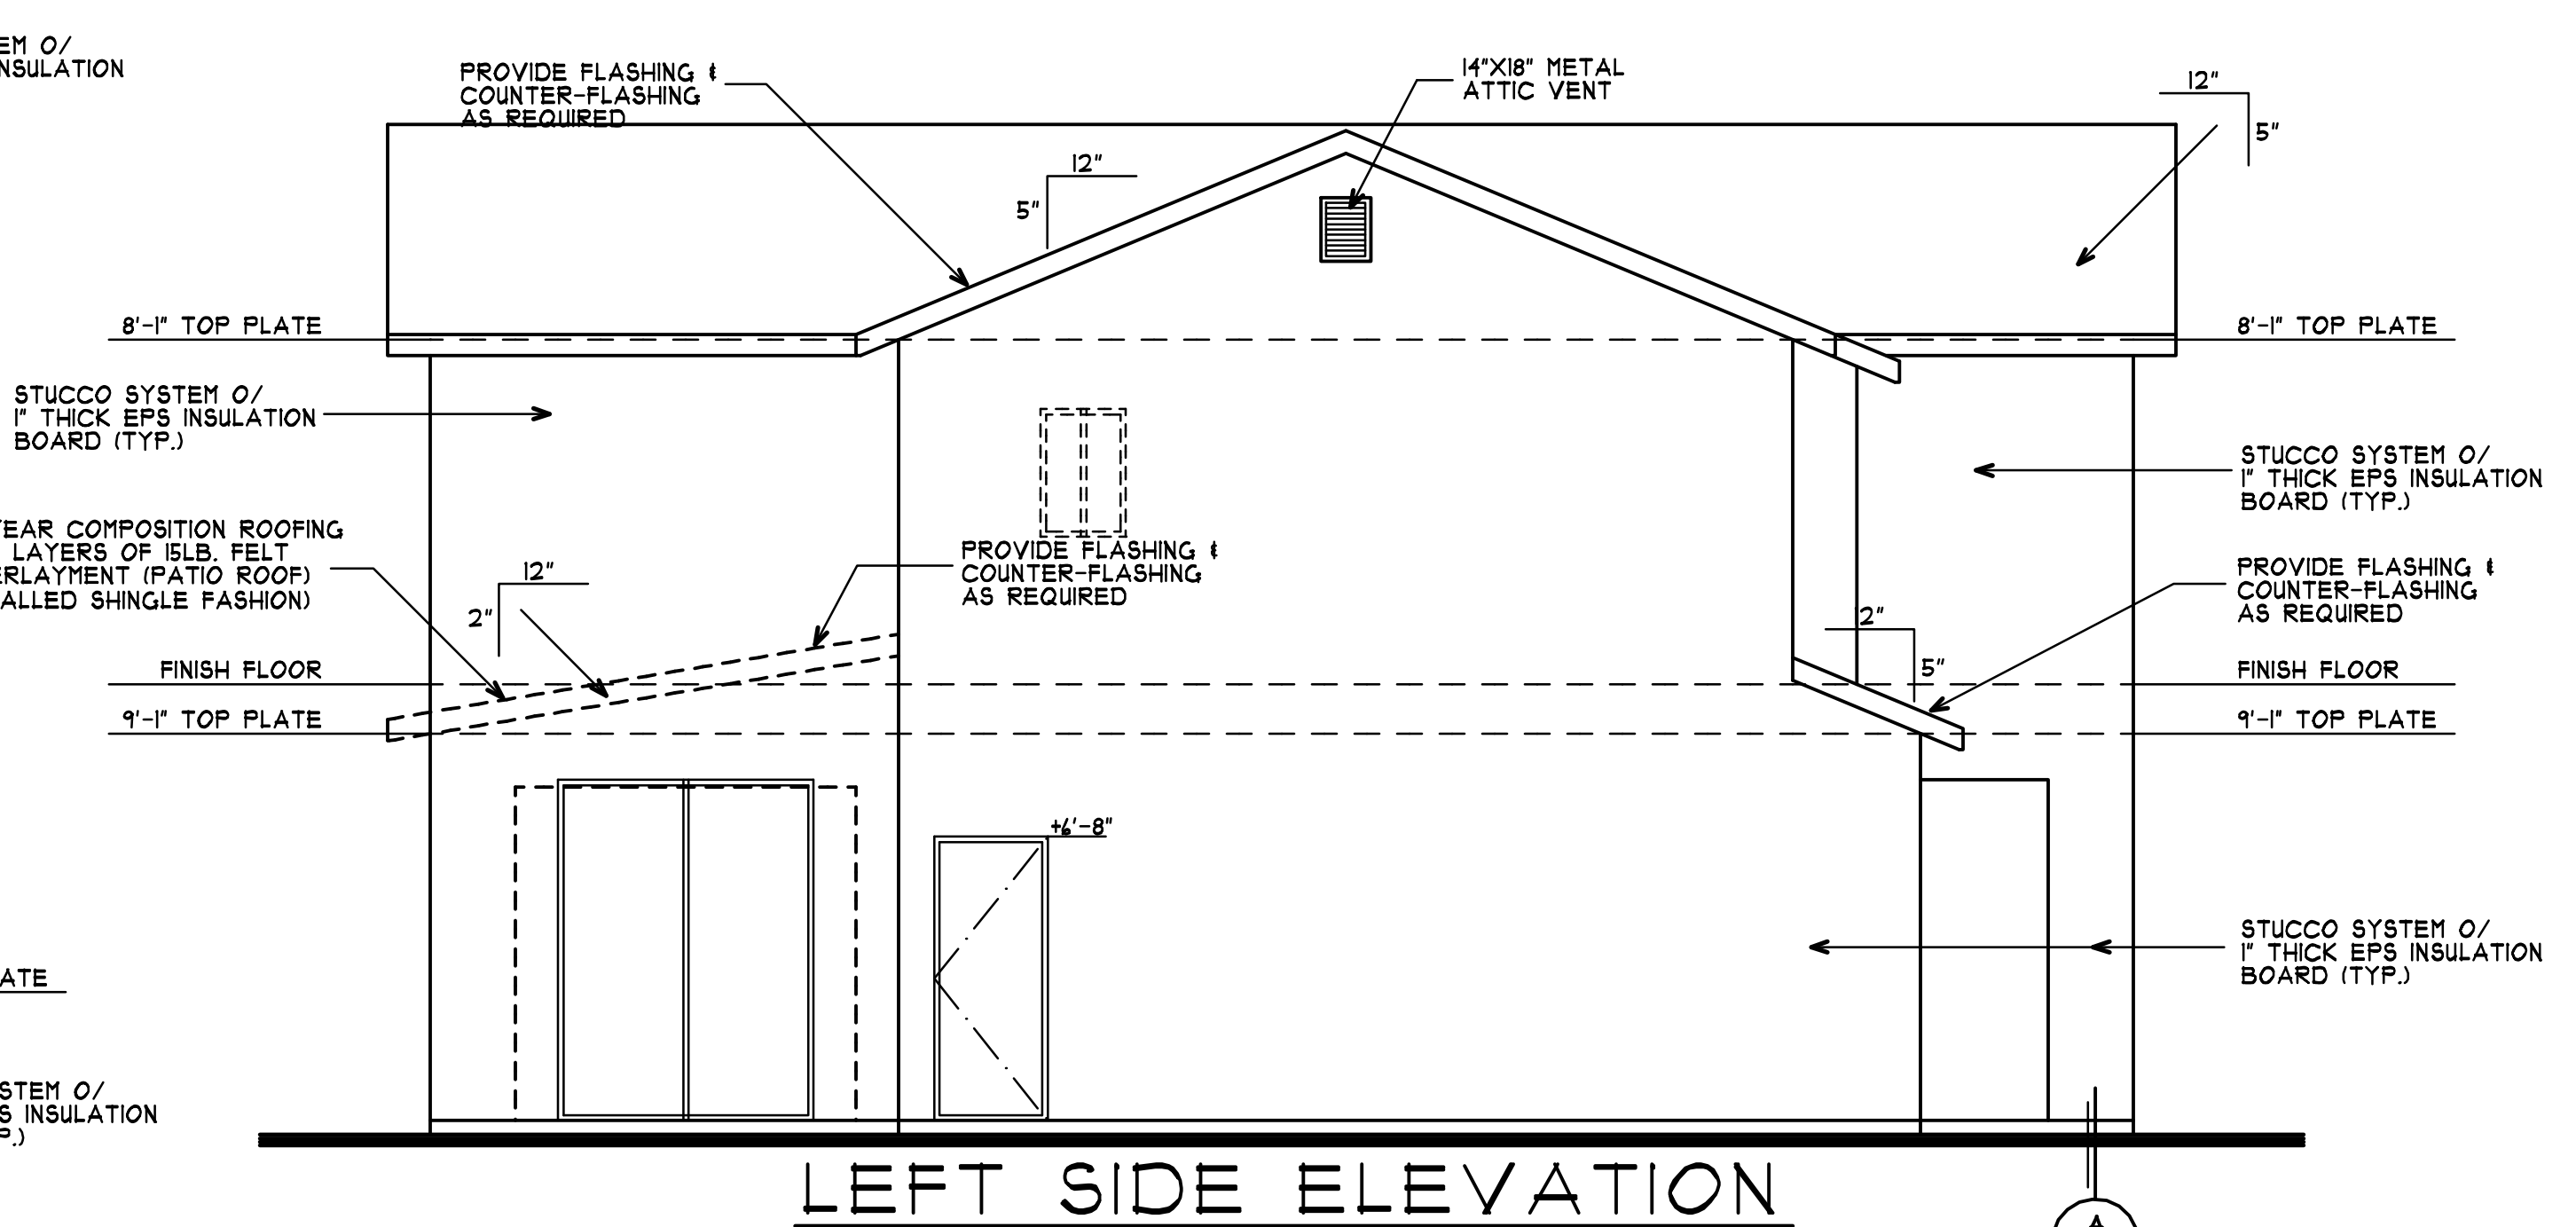 EM O/
NSULATION
PROVIDE FLASHING &
COUNTER-FLASHING
AS REQUIRED
14"X18" METAL
ATTIC VENT
12"
5"
12"
5"
8'-1" TOP PLATE
8'-1" TOP PLATE
STUCCO SYSTEM O/
1" THICK EPS INSULATION
BOARD (TYP.)
STUCCO SYSTEM O/
1" THICK EPS INSULATION
BOARD (TYP.)
YEAR COMPOSITION ROOFING
LAYERS OF 15LB. FELT
ERLAYMENT (PATIO ROOF)
ALLED SHINGLE FASHION)
12"
2"
PROVIDE FLASHING &
COUNTER-FLASHING
AS REQUIRED
PROVIDE FLASHING &
COUNTER-FLASHING
AS REQUIRED
12"
5"
FINISH FLOOR
FINISH FLOOR
9'-1" TOP PLATE
9'-1" TOP PLATE
+6'-8"
STUCCO SYSTEM O/
1" THICK EPS INSULATION
BOARD (TYP.)
ATE
STEM O/
S INSULATION
P.)
LEFT SIDE ELEVATION
A